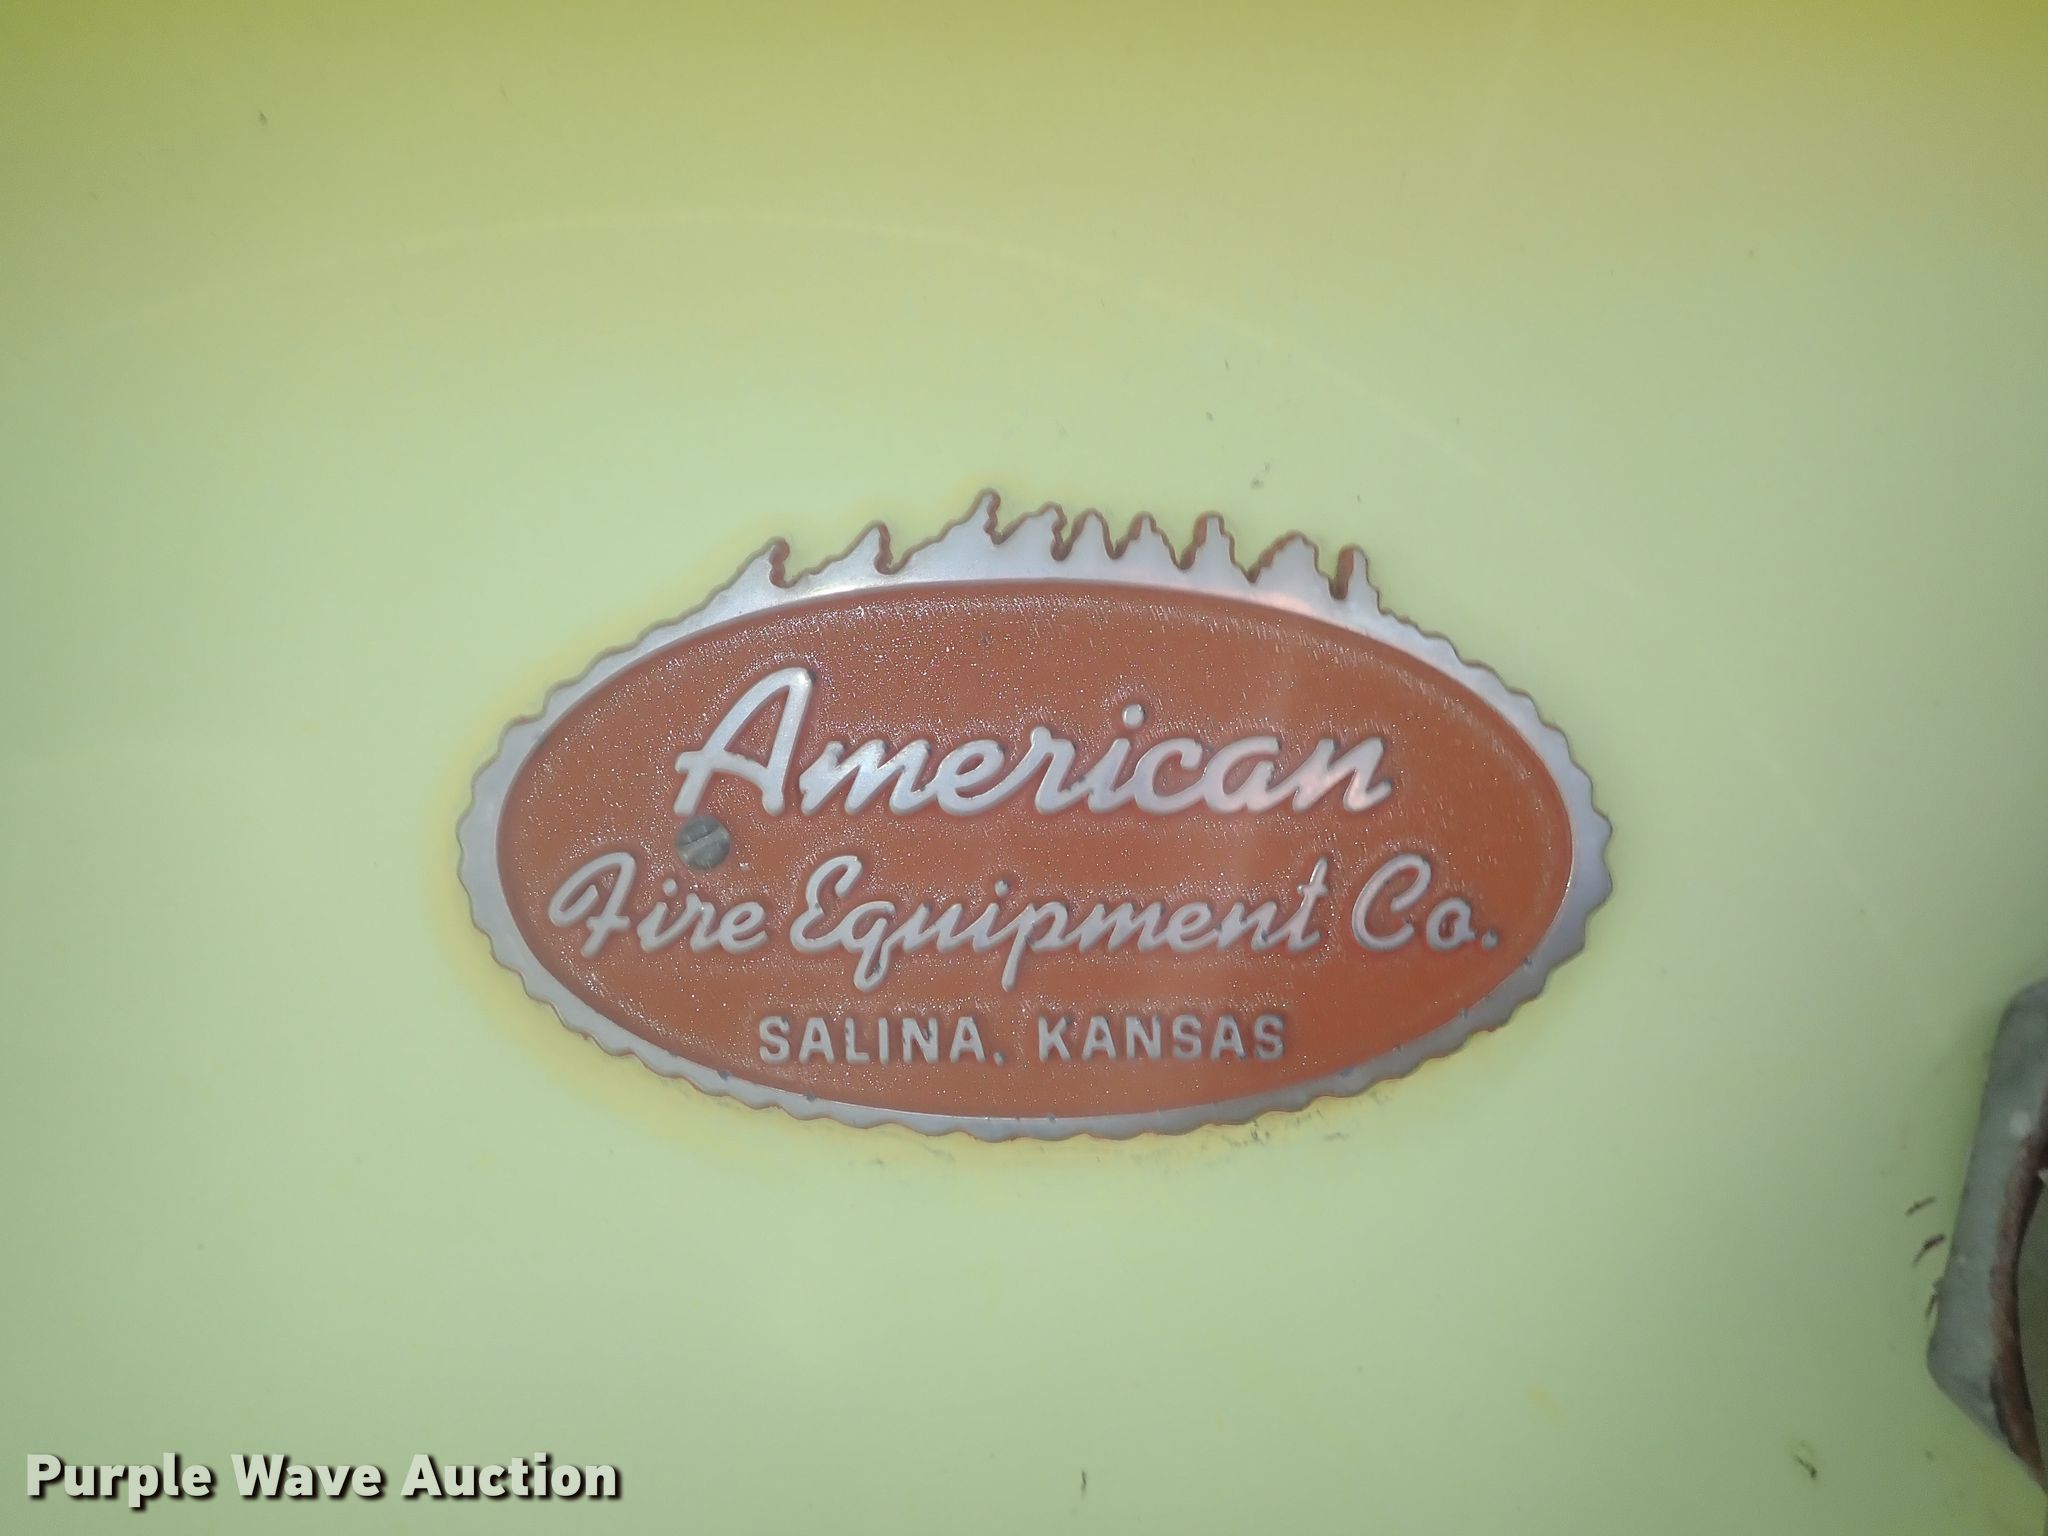 American
Fire Equipment Co.
SALINA, KANSAS
Purple Wave Auction